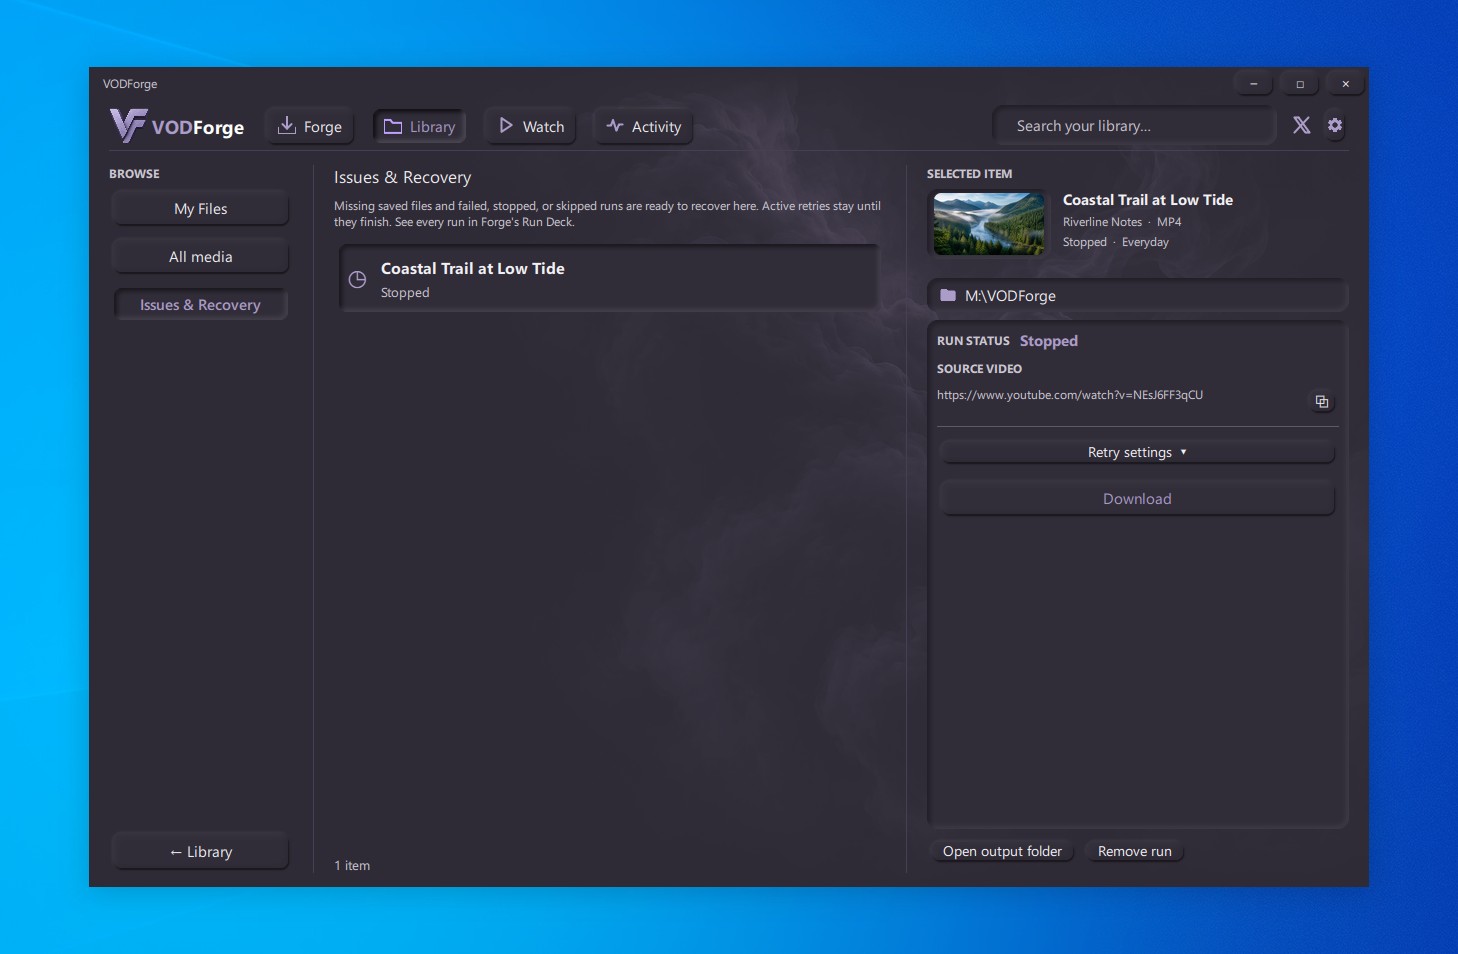 VODForge
VODForge
Forge
Library
Watch
Activity
Search your library...
BROWSE
My Files
All media
Issues & Recovery
← Library
Issues & Recovery
Missing saved files and failed, stopped, or skipped runs are ready to recover here. Active retries stay until
they finish. See every run in Forge's Run Deck.
Coastal Trail at Low Tide
Stopped
1 item
SELECTED ITEM
Coastal Trail at Low Tide
Riverline Notes · MP4
Stopped · Everyday
M:\VODForge
RUN STATUS Stopped
SOURCE VIDEO
https://www.youtube.com/watch?v=NEsJ6FF3qCU
Retry settings ▾
Download
Open output folder
Remove run